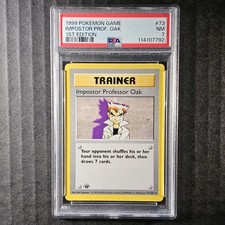 1999 POKEMON GAME #73
IMPOSTOR PROF. OAK NM
1ST EDITION 7
PSA 114107792
TRAINER
Impostor Professor Oak
Your opponent shuffles his or her
hand into his or her deck, then
draws 7 cards.